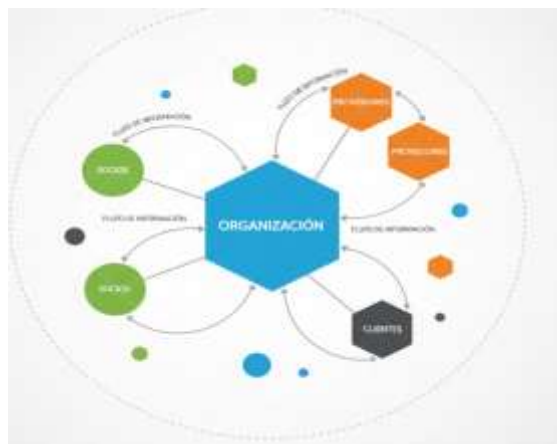 FLUJO DE INFORMACIÓN
PROVEEDORES
FLUJO DE INFORMACIÓN
PROVEEDORES
SOCIOS
FLUJO DE INFORMACIÓN
ORGANIZACIÓN
FLUJO DE INFORMACIÓN
SOCIOS
CLIENTES